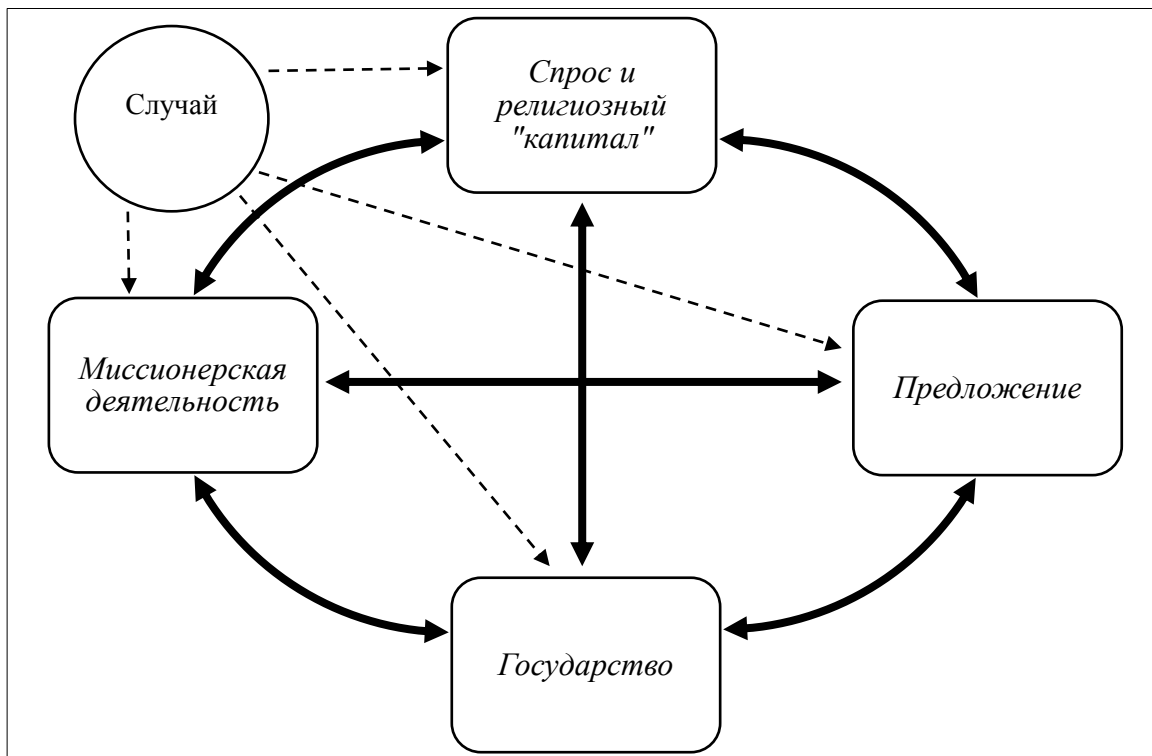 Случай
Спрос и
религиозный
"капитал"
Миссионерская
деятельность
Предложение
Государство